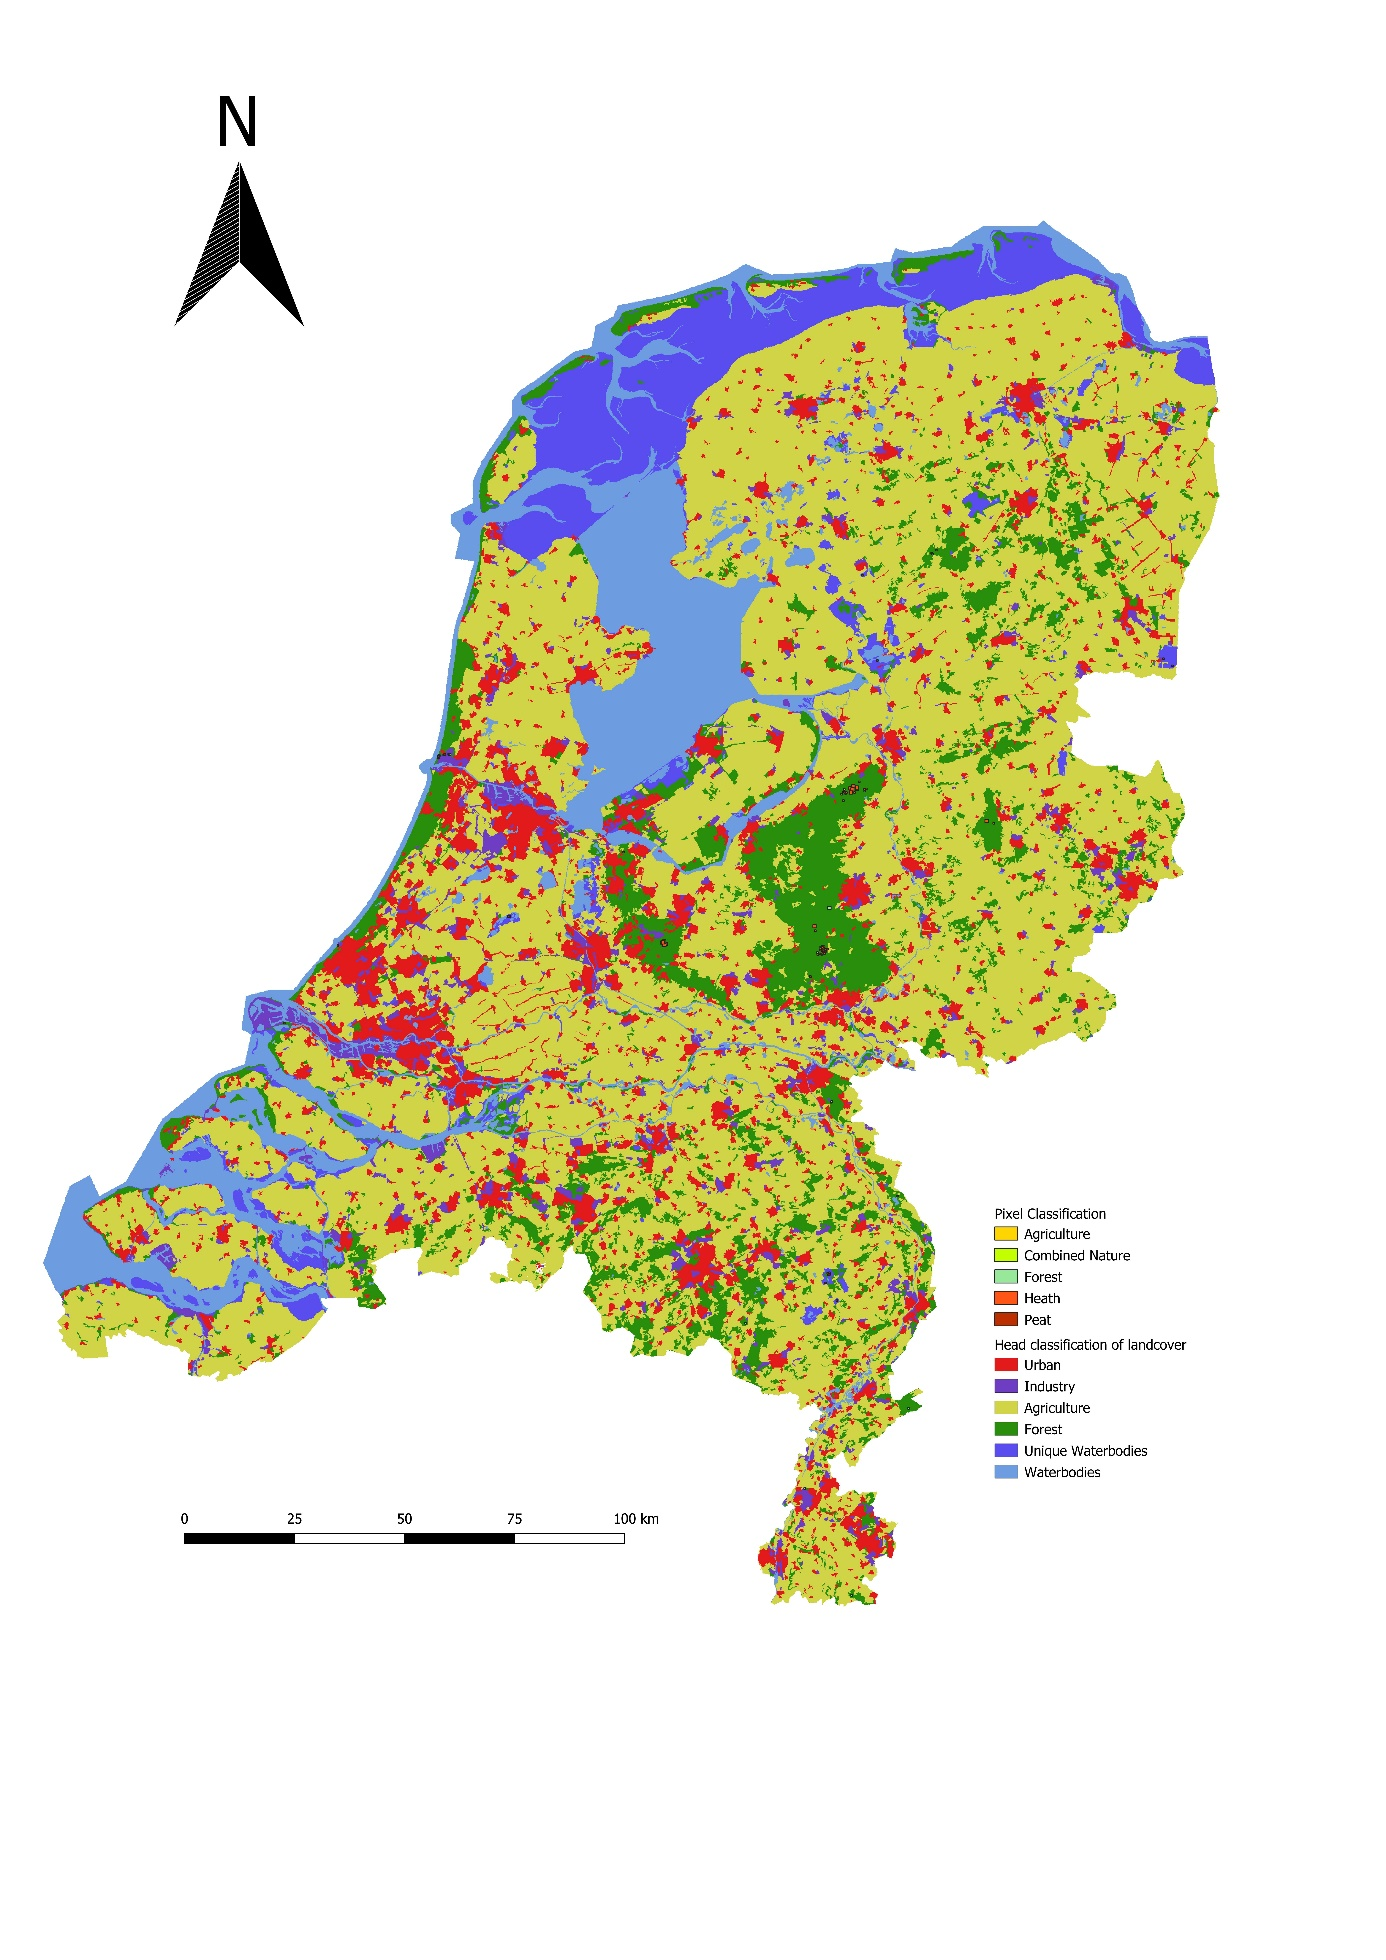 N
Pixel Classification
Agriculture
Combined Nature
Forest
Heath
Peat
Head classification of landcover
Urban
Industry
Agriculture
Forest
Unique Waterbodies
Waterbodies
0 25 50 75 100 km